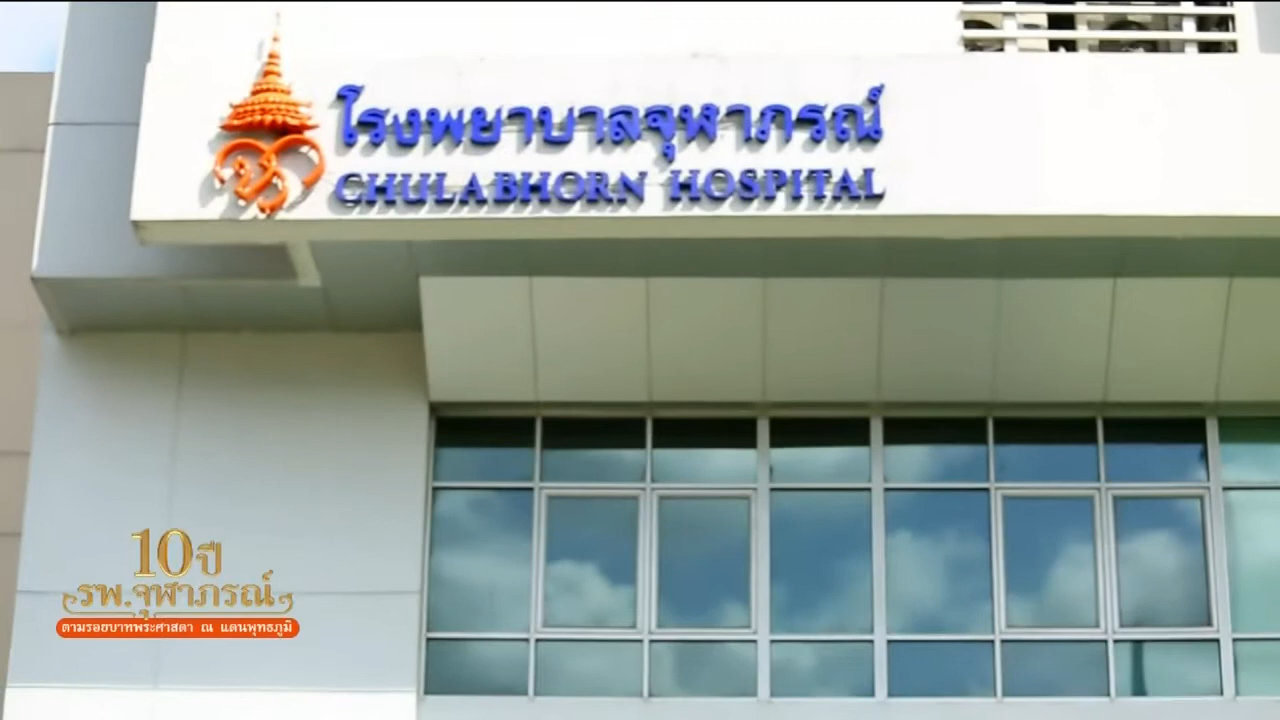 โรงพยาบาลจุฬาภรณ์
CHULABHORN HOSPITAL
10 ปี
รพ.จุฬาภรณ์
ตามรอยบาทพระศาสดา ณ แดนพุทธภูมิ